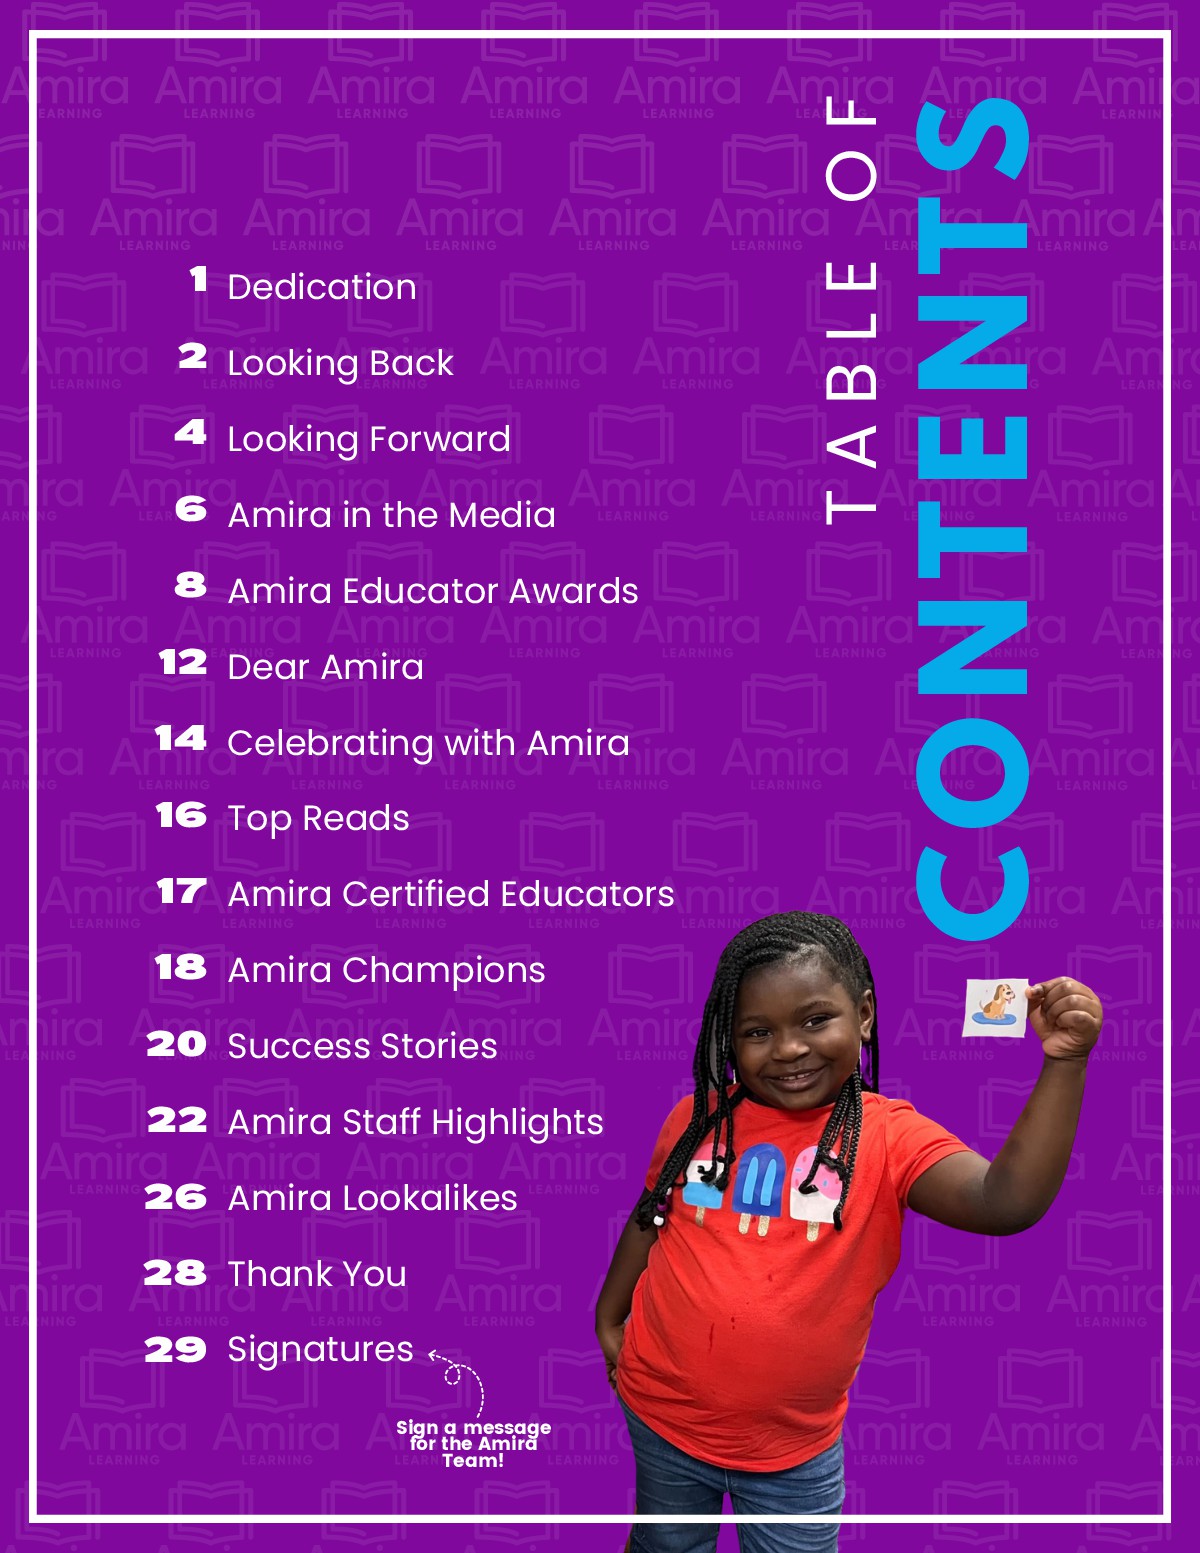 TABLE OF
CONTENTS
1 Dedication
2 Looking Back
4 Looking Forward
6 Amira in the Media
8 Amira Educator Awards
12 Dear Amira
14 Celebrating with Amira
16 Top Reads
17 Amira Certified Educators
18 Amira Champions
20 Success Stories
22 Amira Staff Highlights
26 Amira Lookalikes
28 Thank You
29 Signatures
Sign a message
for the Amira
Team!
Amira
LEARNING